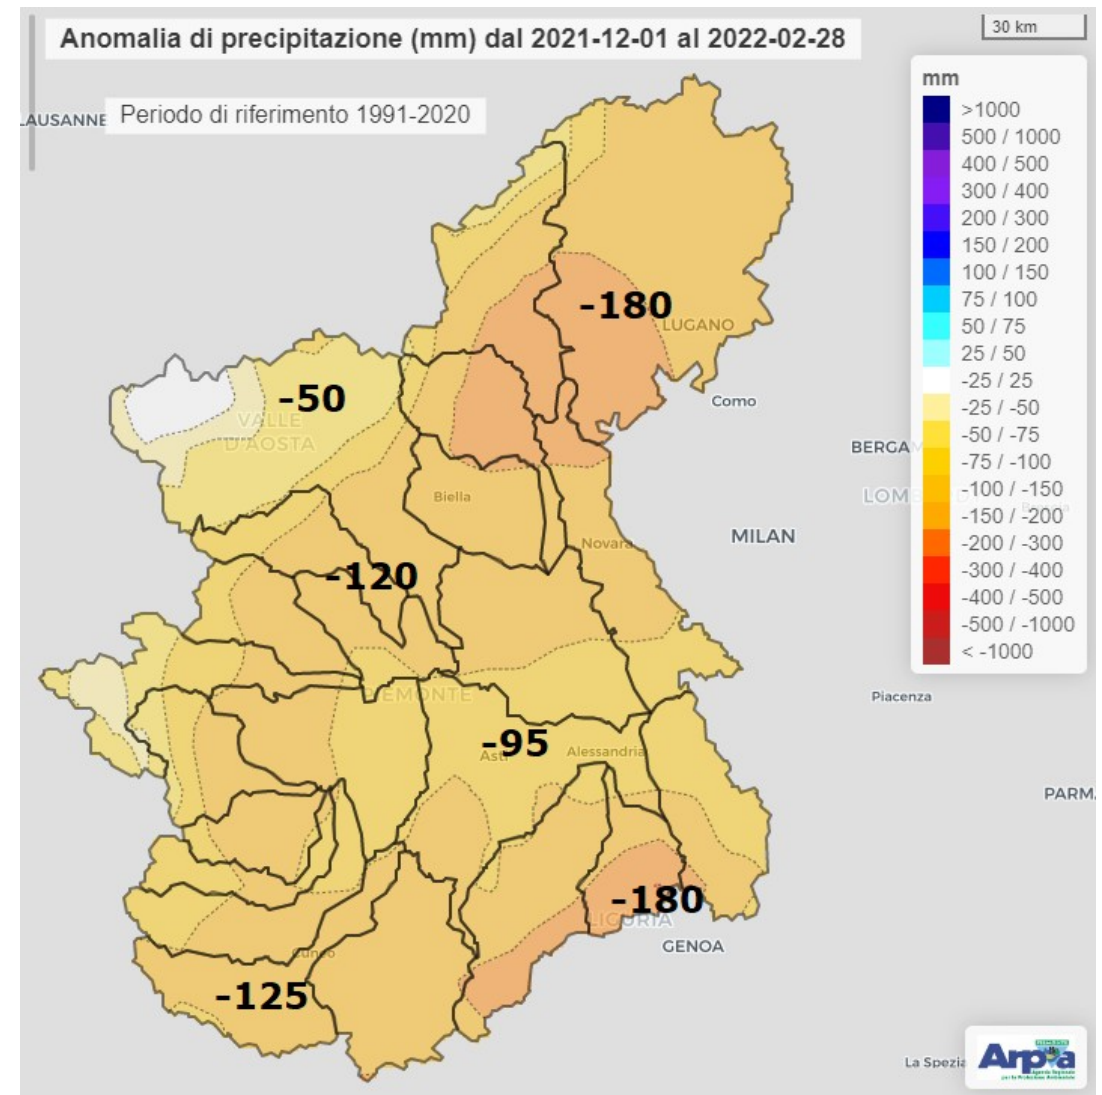 Anomalia di precipitazione (mm) dal 2021-12-01 al 2022-02-28
30 km
Periodo di riferimento 1991-2020
LAUSANNE
mm
>1000
500 / 1000
400 / 500
300 / 400
200 / 300
150 / 200
100 / 150
75 / 100
50 / 75
25 / 50
-25 / 25
-25 / -50
-50 / -75
-75 / -100
-100 / -150
-150 / -200
-200 / -300
-300 / -400
-400 / -500
-500 / -1000
< -1000
-180
LUGANO
-50
VALLE
D'AOSTA
Como
BERGAM
LOM
Biella
MILAN
Novara
-120
PIEMONTE
Piacenza
-95
Asti
Alessandria
PARM
-180
LIGURIA
GENOA
Cuneo
-125
La Spezia
Arpa